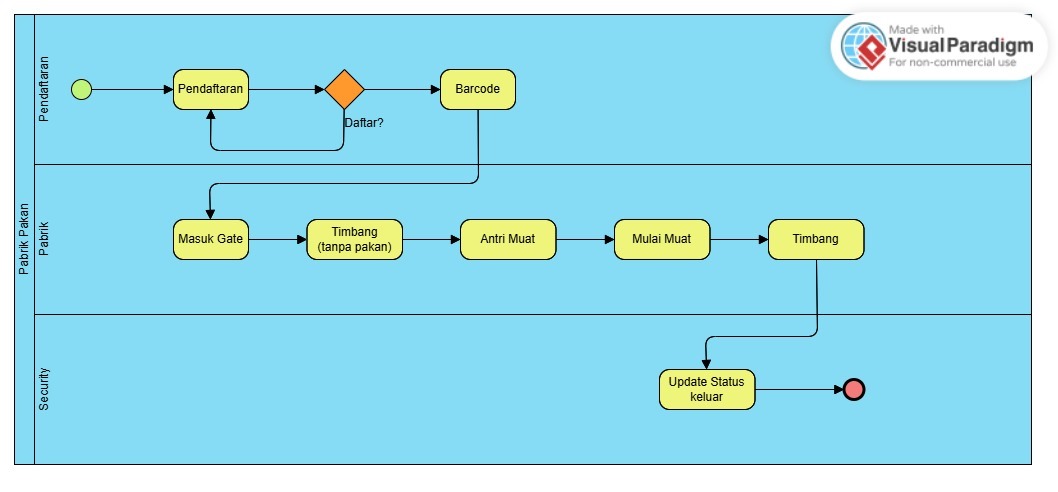 Made with
Visual Paradigm
For non-commercial use
Pabrik Pakan
Pendaftaran
Pendaftaran
Daftar?
Barcode
Pabrik
Masuk Gate
Timbang
(tanpa pakan)
Antri Muat
Mulai Muat
Timbang
Security
Update Status
keluar